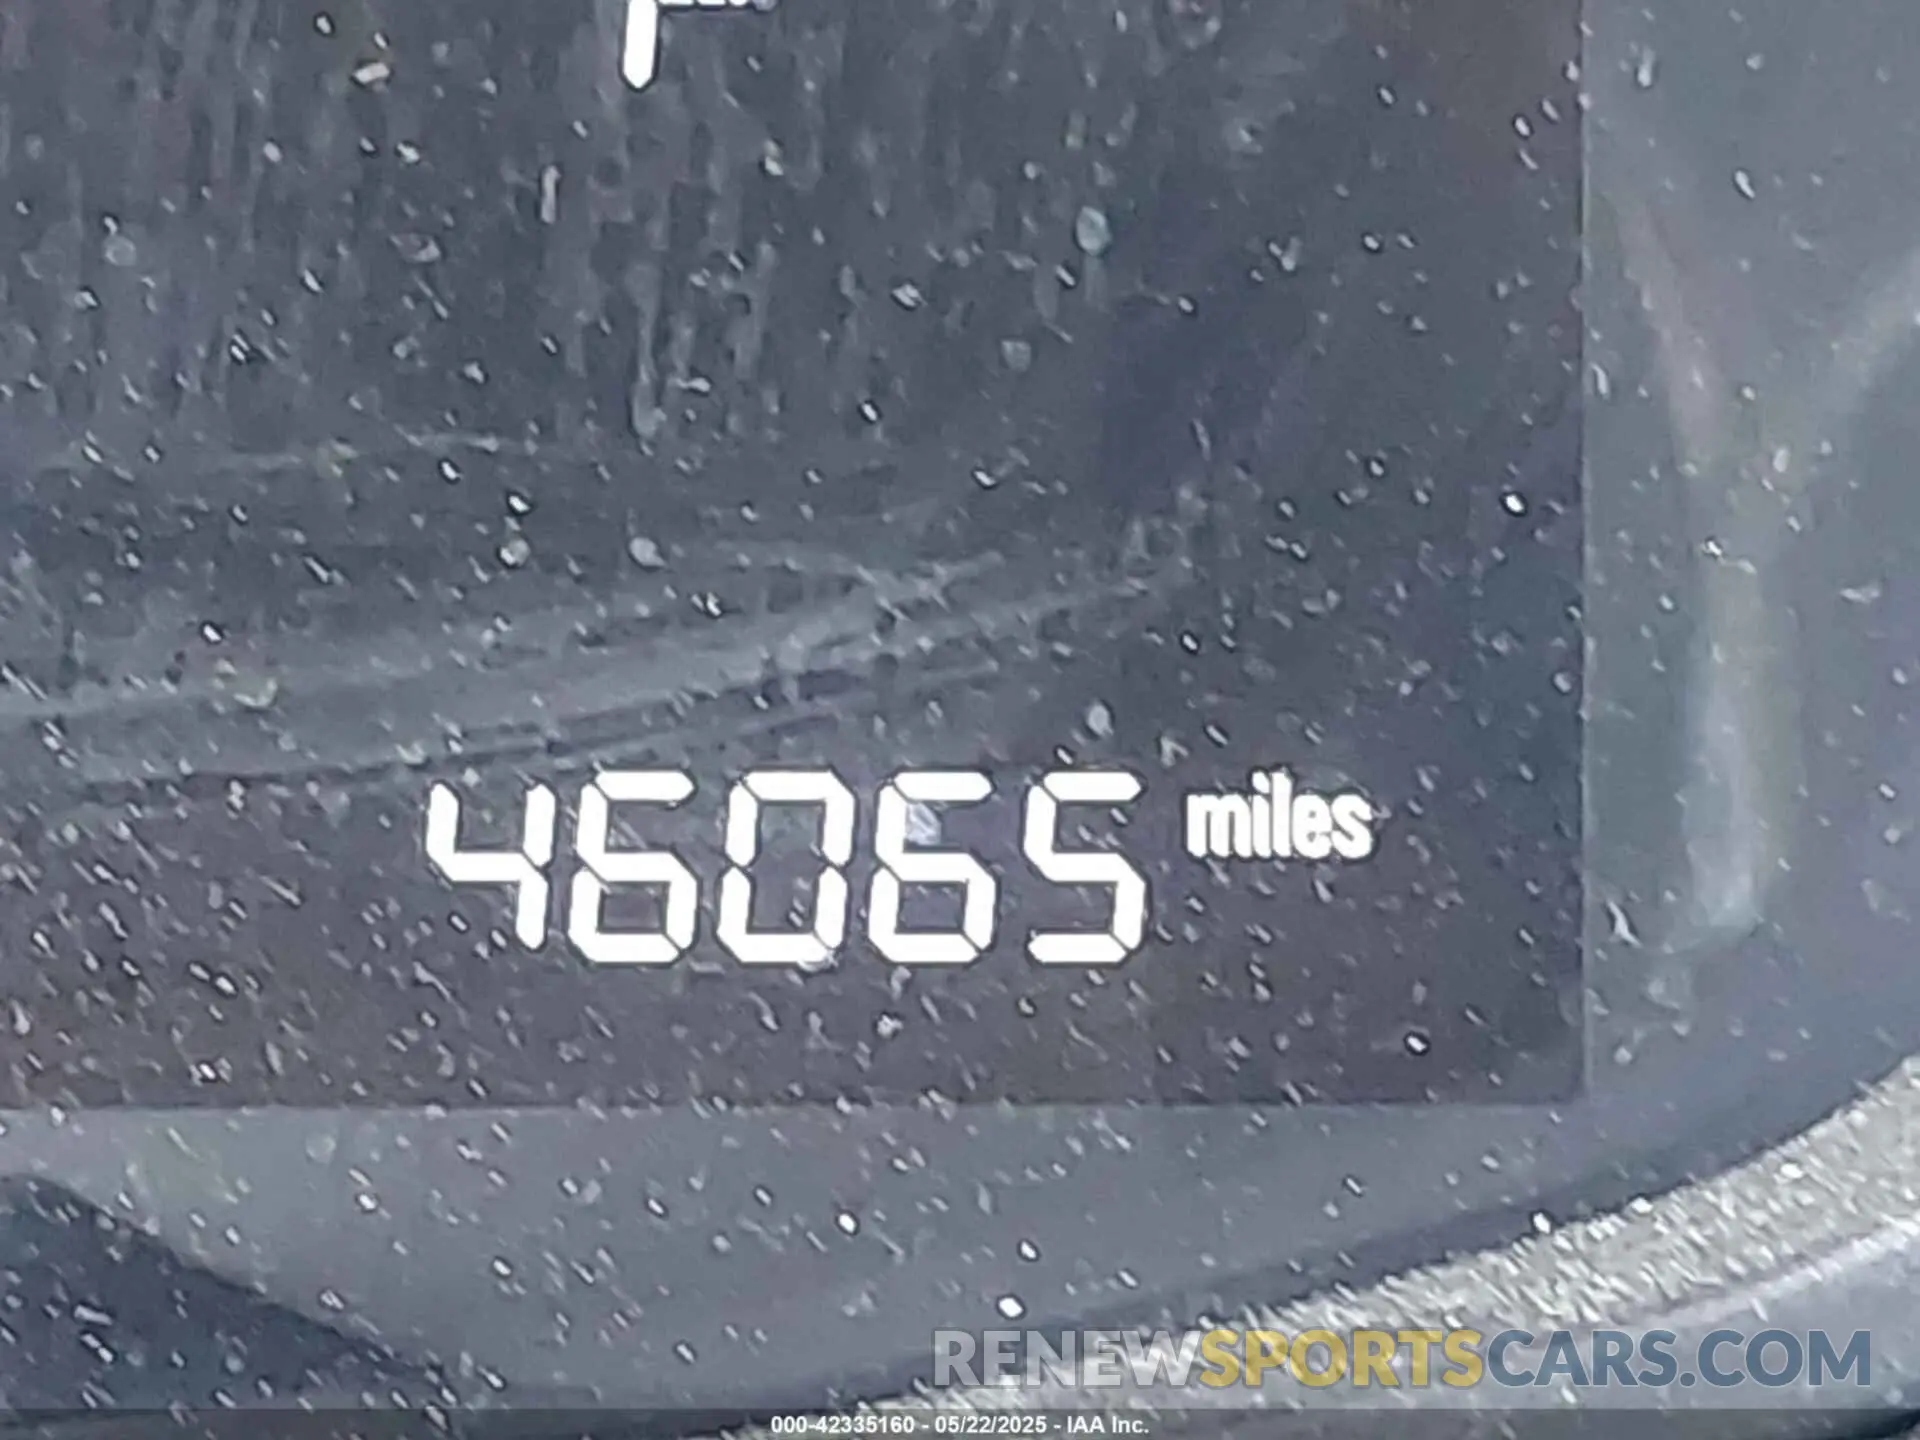 46065 miles
RENEWSPORTSCARS.COM
000-42335160 - 05/22/2025 - IAA Inc.